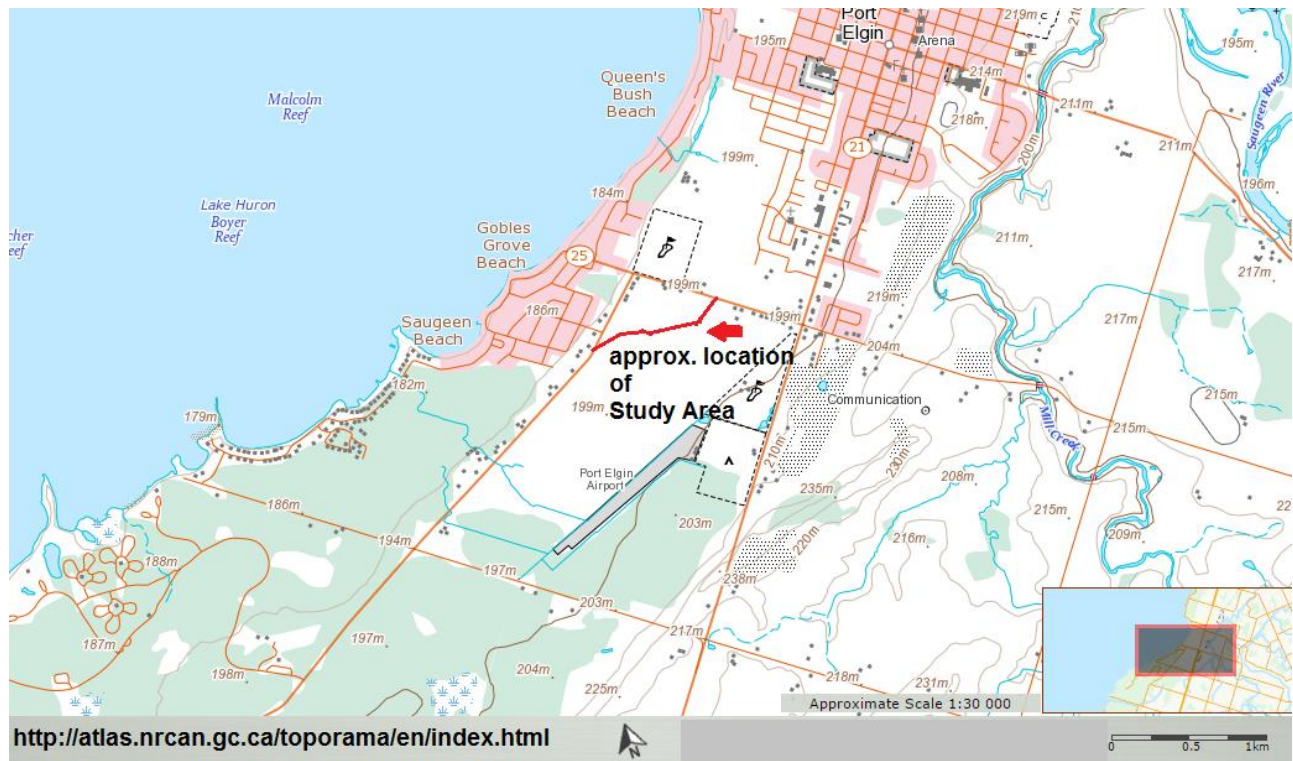 Port
Elgin
Arena
219m
195m
195m
214m
Queen's
Bush
Beach
Malcolm
Reef
211m
218m
21
200m
211m
Saugeen River
199m
196m
184m
Lake Huron
Boyer
Reef
Gobles
Grove
Beach
cher
eef
25
211m
217m
199m
219m
186m
199m
Saugeen
Beach
204m
217m
approx. location
of
Study Area
182m
Communication
215m
199m
179m
Mill Creek
215m
210m
230m
Port Elgin
Airport
235m
208m
186m
203m
215m
22
194m
220m
216m
209m
188m
197m
238m
203m
187m
217m
197m
198m
204m
218m
231m
225m
Approximate Scale 1:30 000
http://atlas.nrcan.gc.ca/toporama/en/index.html
0 0.5 1km